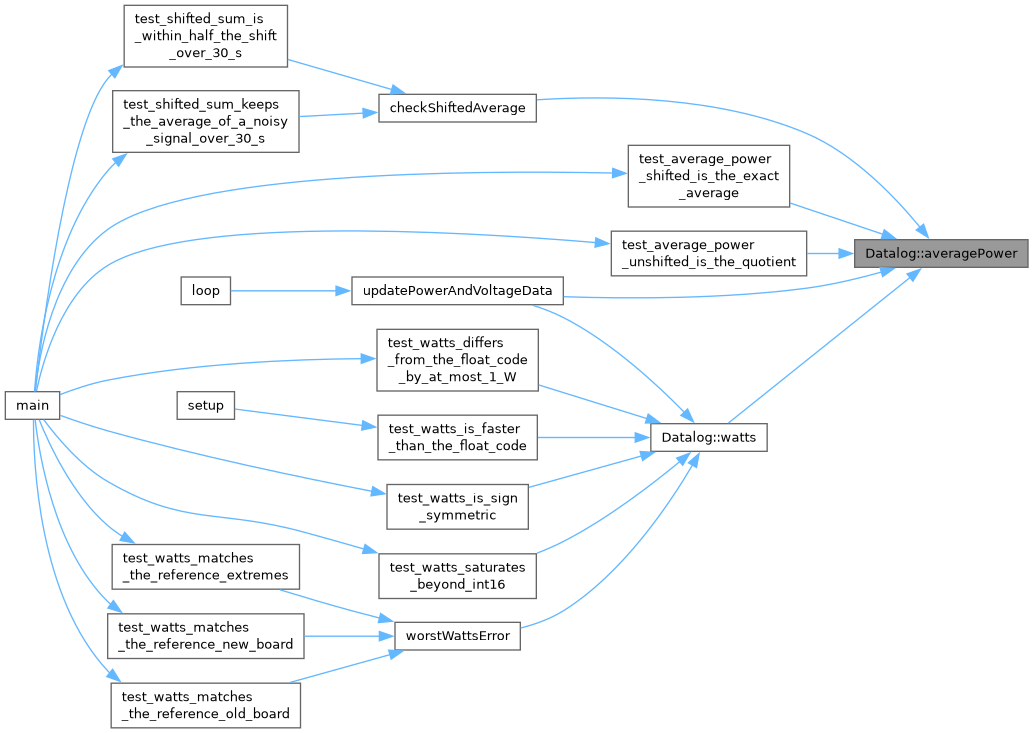 test_shifted_sum_is
_within_half_the_shift
_over_30_s
test_shifted_sum_keeps
_the_average_of_a_noisy
_signal_over_30_s
checkShiftedAverage
test_average_power
_shifted_is_the_exact
_average
test_average_power
_unshifted_is_the_quotient
Datalog::averagePower
loop
updatePowerAndVoltageData
test_watts_differs
_from_the_float_code
_by_at_most_1_W
main
setup
test_watts_is_faster
_than_the_float_code
Datalog::watts
test_watts_is_sign
_symmetric
test_watts_matches
_the_reference_extremes
test_watts_saturates
_beyond_int16
test_watts_matches
_the_reference_new_board
worstWattsError
test_watts_matches
_the_reference_old_board